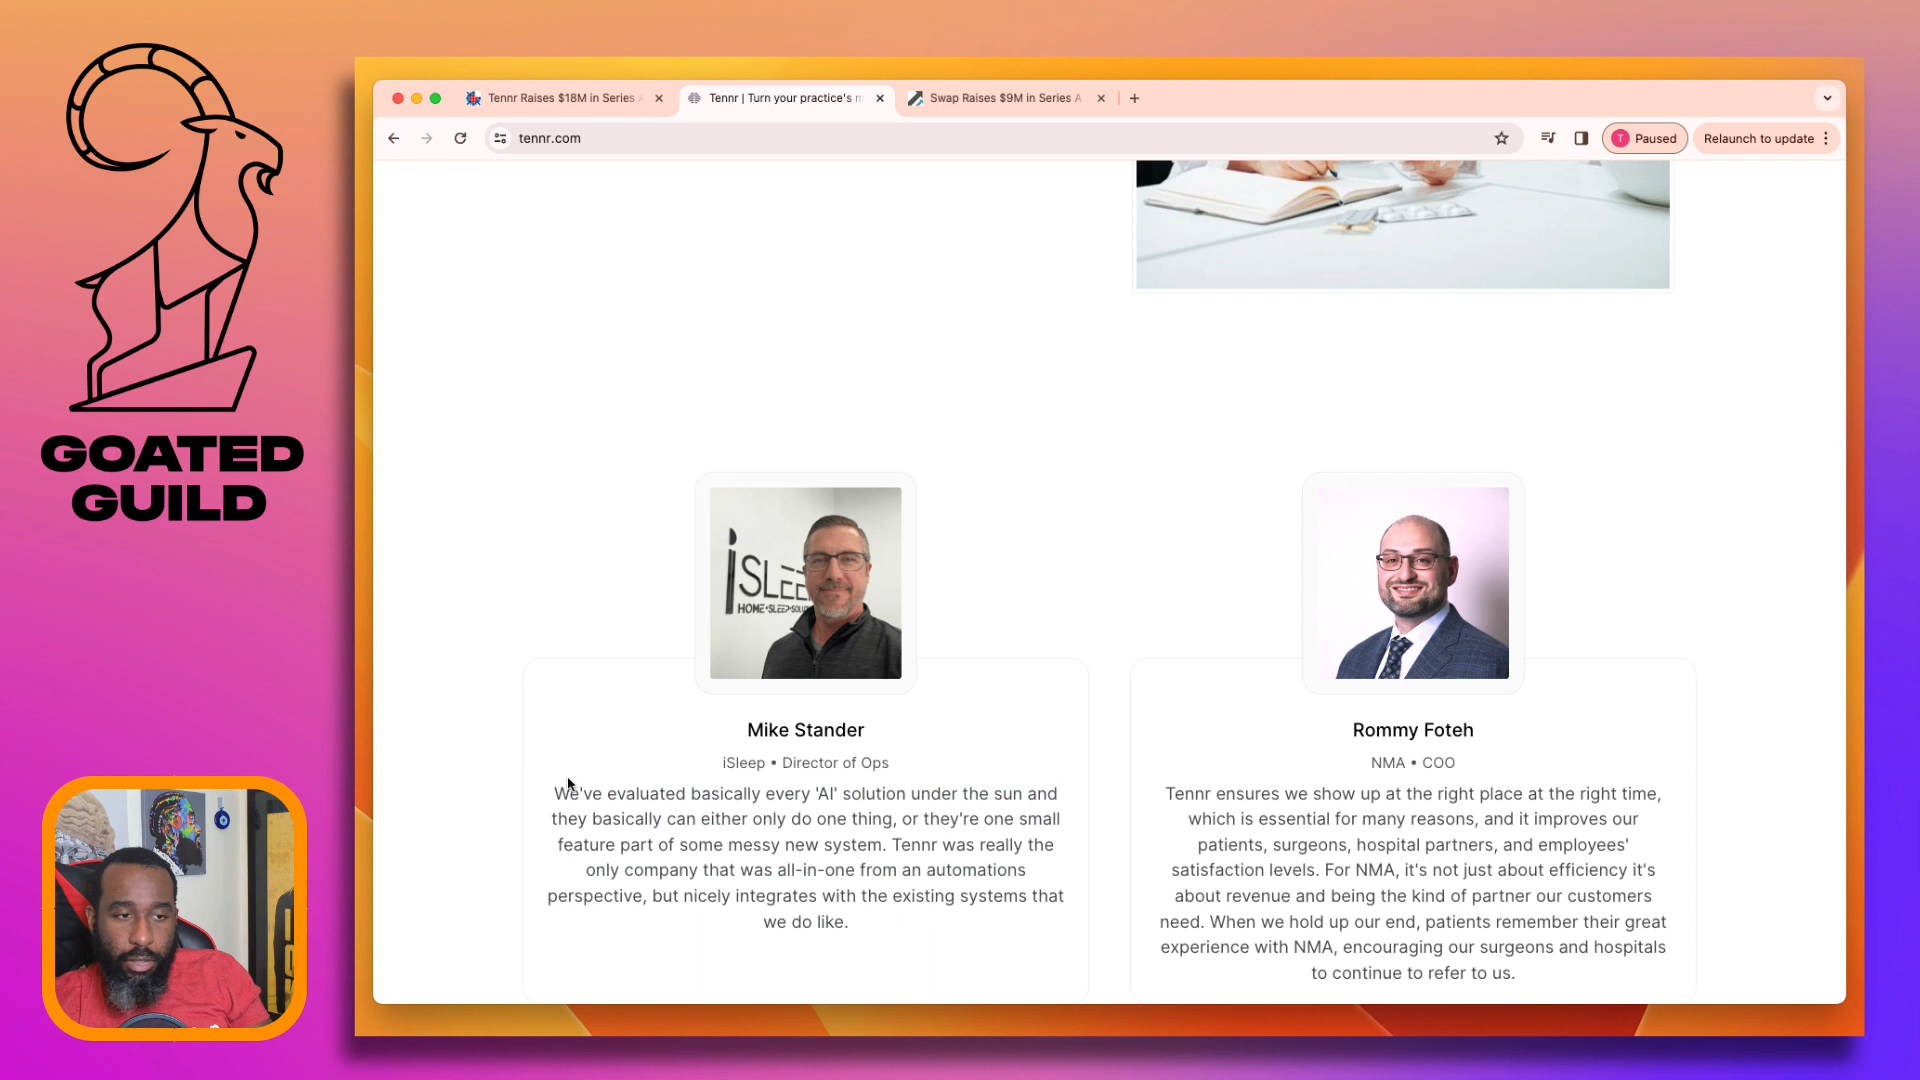 GOATED
GUILD
Tennr Raises $18M in Series A
Tennr | Turn your practice's m
Swap Raises $9M in Series A
tennr.com
T
Paused
Relaunch to update
iSLEE
HOME•SLEEP•SOLU
Mike Stander
iSleep • Director of Ops
We've evaluated basically every 'AI' solution under the sun and
they basically can either only do one thing, or they're one small
feature part of some messy new system. Tennr was really the
only company that was all-in-one from an automations
perspective, but nicely integrates with the existing systems that
we do like.
Rommy Foteh
NMA • COO
Tennr ensures we show up at the right place at the right time,
which is essential for many reasons, and it improves our
patients, surgeons, hospital partners, and employees'
satisfaction levels. For NMA, it's not just about efficiency it's
about revenue and being the kind of partner our customers
need. When we hold up our end, patients remember their great
experience with NMA, encouraging our surgeons and hospitals
to continue to refer to us.